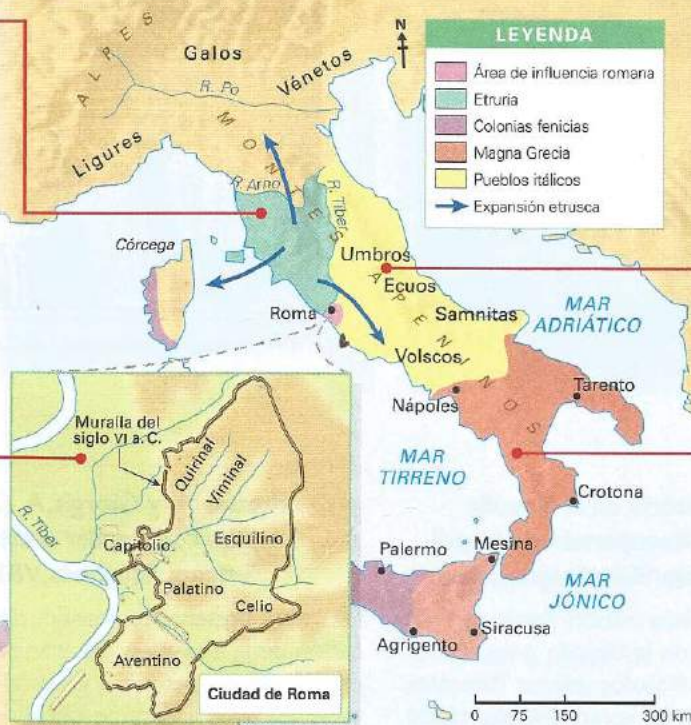 LEYENDA
Área de influencia romana
Etruria
Colonias fenicias
Magna Grecia
Pueblos itálicos
Expansión etrusca
N
ALPES
Galos
Vénetos
R. Po
Ligures
MONTES APENINOS
R. Arno
R. Tíber
Córcega
Umbros
Ecuos
Roma
Samnitas
MAR
ADRIÁTICO
Volscos
Nápoles
Tarento
MAR
TIRRENO
Crotona
Palermo
Mesina
MAR
JÓNICO
Agrigento
Siracusa
0 75 150 300 km
Muralla del
siglo VI a.C.
Quirinal
Viminal
R. Tíber
Capitolio
Esquilino
Palatino
Celio
Aventino
Ciudad de Roma